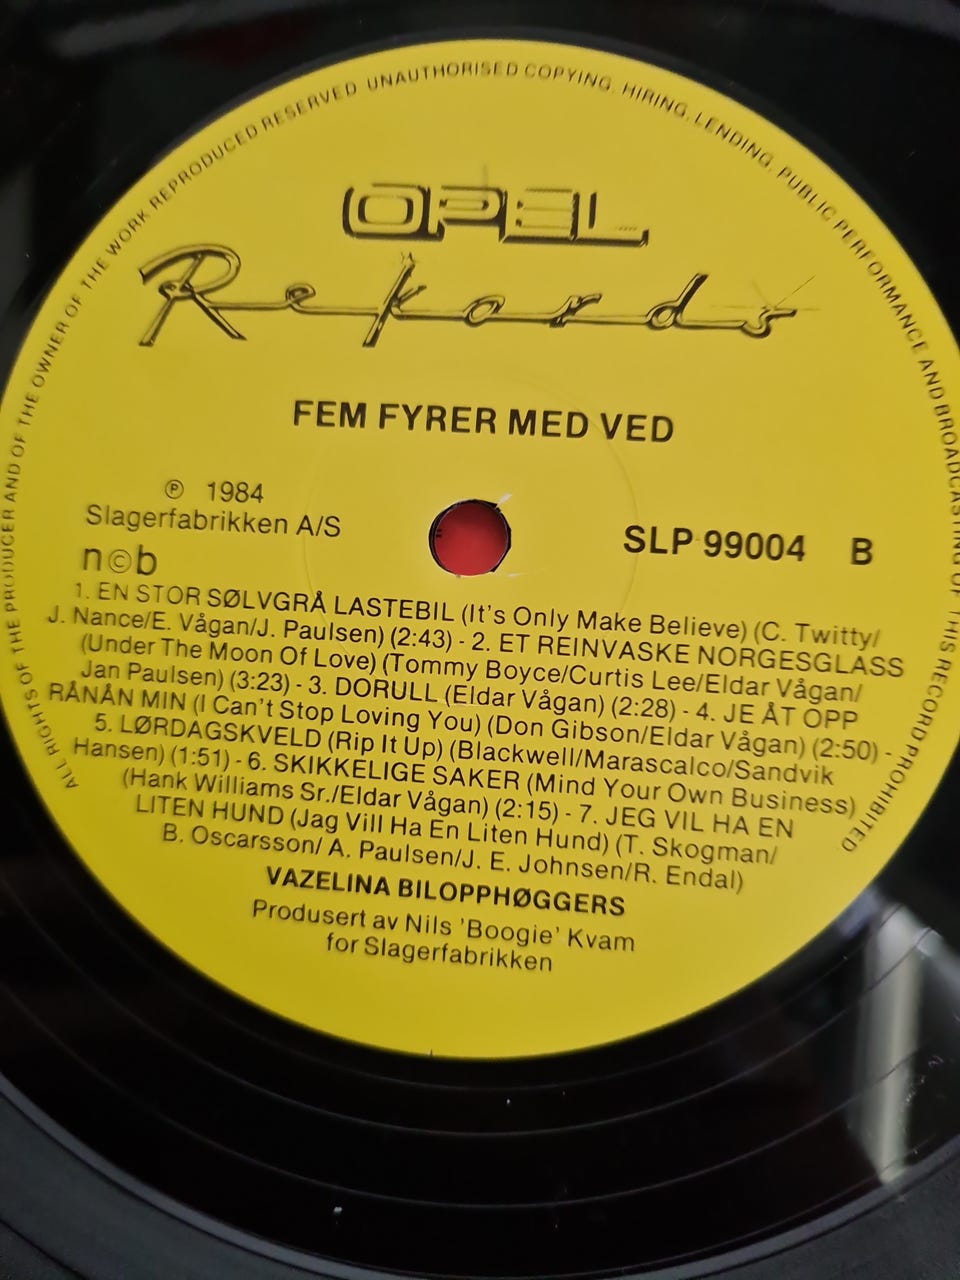 ALL RIGHTS OF THE PRODUCER AND OF THE OWNER OF THE WORK REPRODUCED RESERVED UNAUTHORISED COPYING, HIRING, LENDING, PUBLIC PERFORMANCE AND BROADCASTING OF THIS RECORD PROHIBITED
OPEL
Rekords
FEM FYRER MED VED
℗ 1984
Slagerfabrikken A/S
SLP 99004 B
n©b
1. EN STOR SØLVGRÅ LASTEBIL (It's Only Make Believe) (C. Twitty/
J. Nance/E. Vågan/J. Paulsen) (2:43) - 2. ET REINVASKE NORGESGLASS
(Under The Moon Of Love) (Tommy Boyce/Curtis Lee/Eldar Vågan/
Jan Paulsen) (3:23) - 3. DORULL (Eldar Vågan) (2:28) - 4. JE ÅT OPP
RÅNÅN MIN (I Can't Stop Loving You) (Don Gibson/Eldar Vågan) (2:50) -
5. LØRDAGSKVELD (Rip It Up) (Blackwell/Marascalco/Sandvik
Hansen) (1:51) - 6. SKIKKELIGE SAKER (Mind Your Own Business)
(Hank Williams Sr./Eldar Vågan) (2:15) - 7. JEG VIL HA EN
LITEN HUND (Jag Vill Ha En Liten Hund) (T. Skogman/
B. Oscarsson/ A. Paulsen/J. E. Johnsen/R. Endal)
VAZELINA BILOPPHØGGERS
Produsert av Nils 'Boogie' Kvam
for Slagerfabrikken